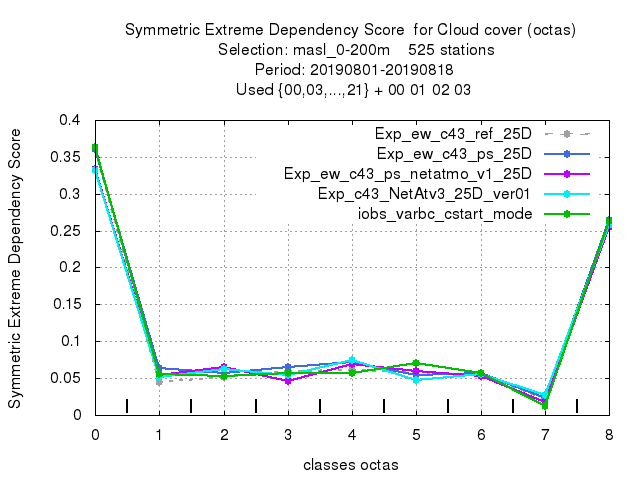 Symmetric Extreme Dependency Score for Cloud cover (octas)
Selection: masl_0-200m 525 stations
Period: 20190801-20190818
Used {00,03,...,21} + 00 01 02 03
Symmetric Extreme Dependency Score
0.4
0.35
0.3
0.25
0.2
0.15
0.1
0.05
0
Exp_ew_c43_ref_25D
Exp_ew_c43_ps_25D
Exp_ew_c43_ps_netatmo_v1_25D
Exp_c43_NetAtv3_25D_ver01
iobs_varbc_cstart_mode
0 1 2 3 4 5 6 7 8
classes octas